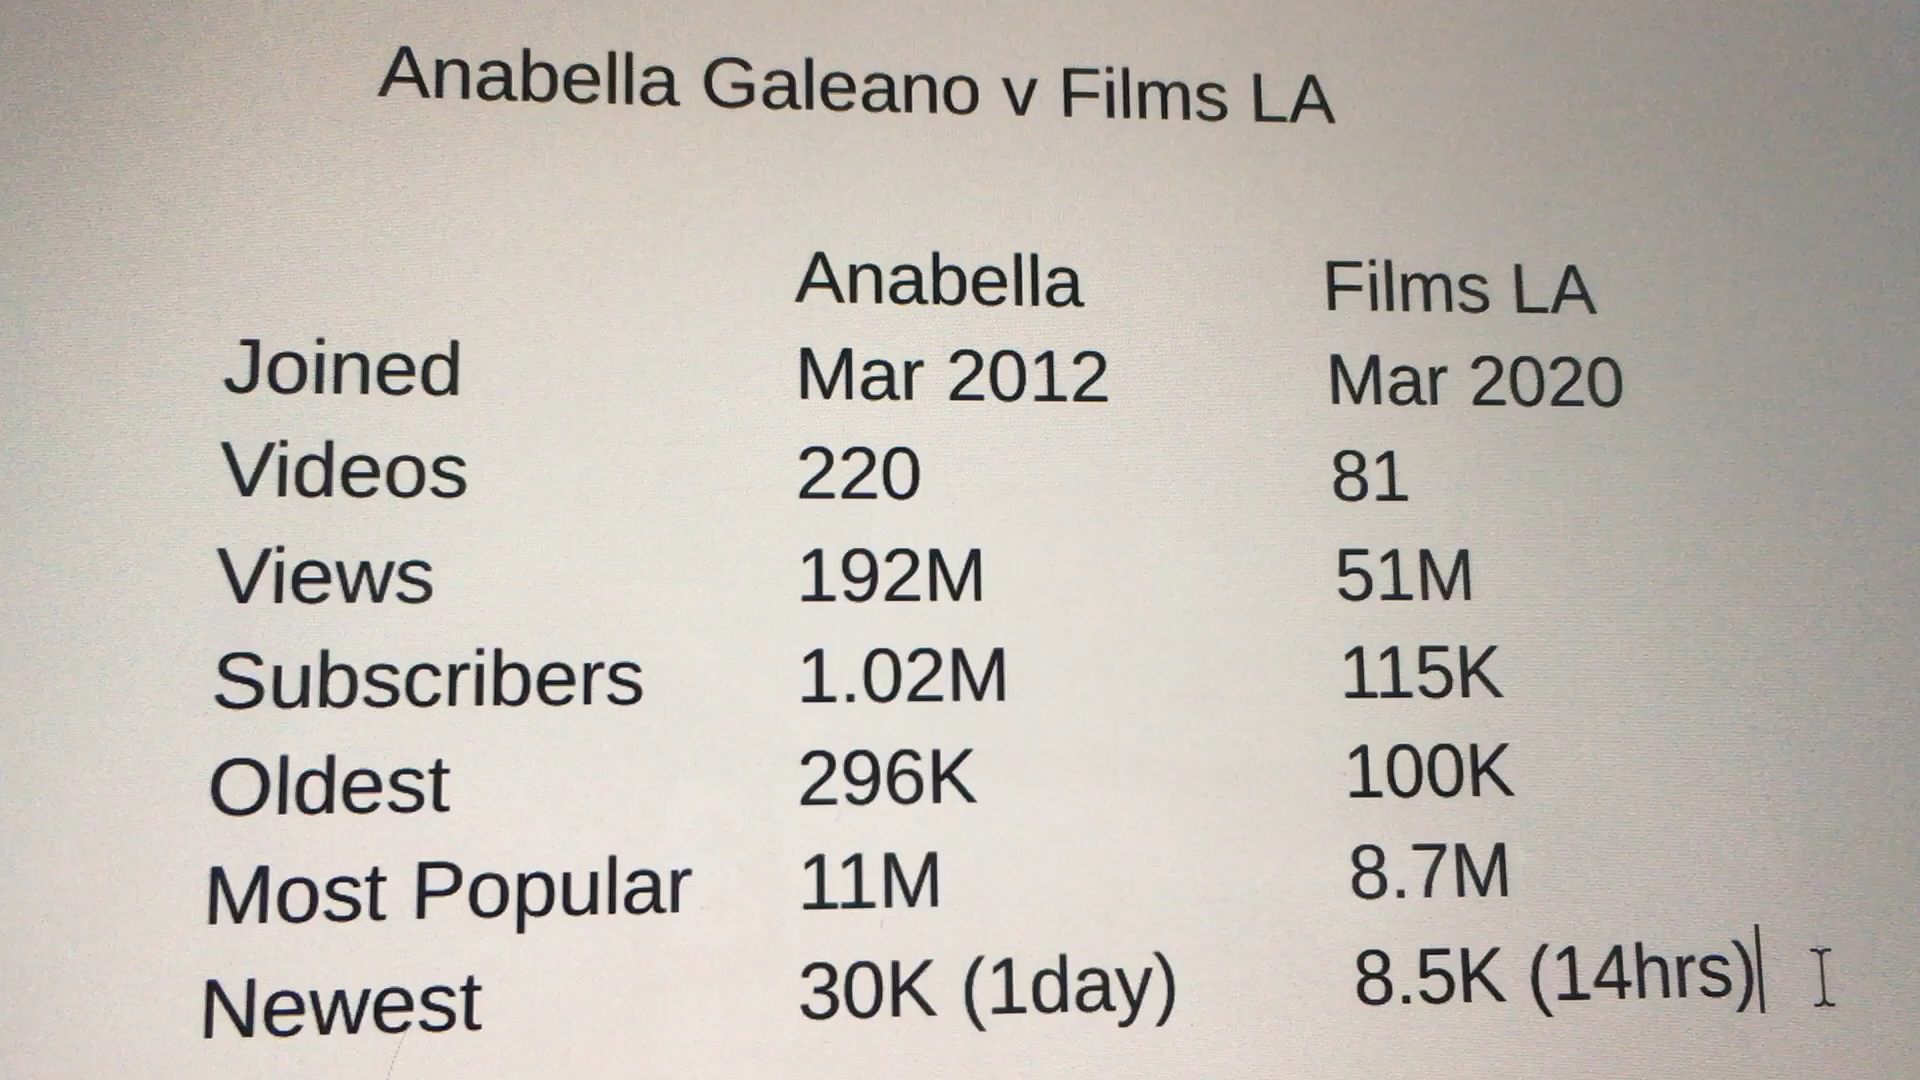 Anabella Galeano v Films LA
Anabella Films LA
Joined Mar 2012 Mar 2020
Videos 220 81
Views 192M 51M
Subscribers 1.02M 115K
Oldest 296K 100K
Most Popular 11M 8.7M
Newest 30K (1day) 8.5K (14hrs)